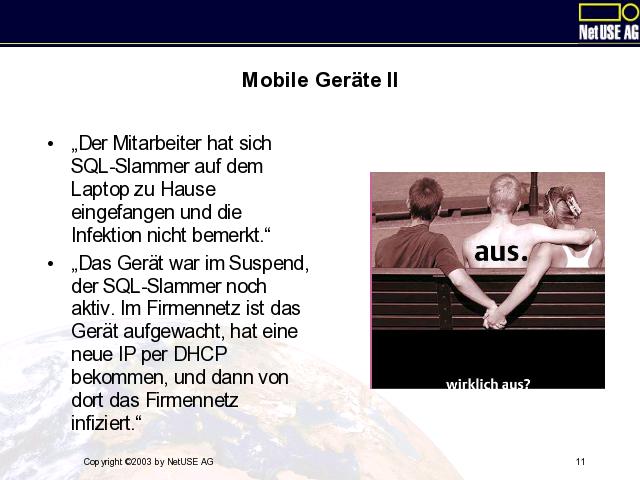 NetUSE AG
Mobile Geräte II
• „Der Mitarbeiter hat sich
SQL-Slammer auf dem
Laptop zu Hause
eingefangen und die
Infektion nicht bemerkt.“
• „Das Gerät war im Suspend,
der SQL-Slammer noch
aktiv. Im Firmennetz ist das
Gerät aufgewacht, hat eine
neue IP per DHCP
bekommen, und dann von
dort das Firmennetz
infiziert.“
aus.
wirklich aus?
Copyright ©2003 by NetUSE AG
11